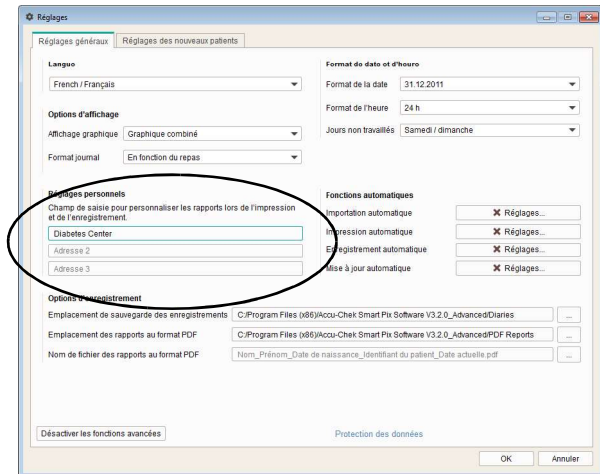 Réglages
Réglages généraux
Réglages des nouveaux patients
Languo
French / Français
Options d'affichage
Affichage graphique Graphique combiné
Format journal En fonction du repas
Format do dato ot d'houro
Format de la date 31.12.2011
Format de l'heure 24 h
Jours non travaillés Samedi / dimanche
Réglages personnels
Champ de saisie pour personnaliser les rapports lors de l'impression
et de l'enregistrement.
Diabetes Center
Adresse 2
Adresse 3
Fonctions automatiques
Importation automatique Réglages...
Impression automatique Réglages...
Enregistrement automatique Réglages...
Mise à jour automatique Réglages...
Options d'enregistrement
Emplacement de sauvegarde des enregistrements C:/Program Files (x86)/Accu-Chek Smart Pix Software V3.2.0_Advanced/Diaries ...
Emplacement des rapports au format PDF C:/Program Files (x86)/Accu-Chek Smart Pix Software V3.2.0_Advanced/PDF Reports ...
Nom de fichier des rapports au format PDF Nom_Prénom_Date de naissance_Identifiant du patient_Date actuelle.pdf ...
Désactiver les fonctions avancées
Protection des données
OK Annuler